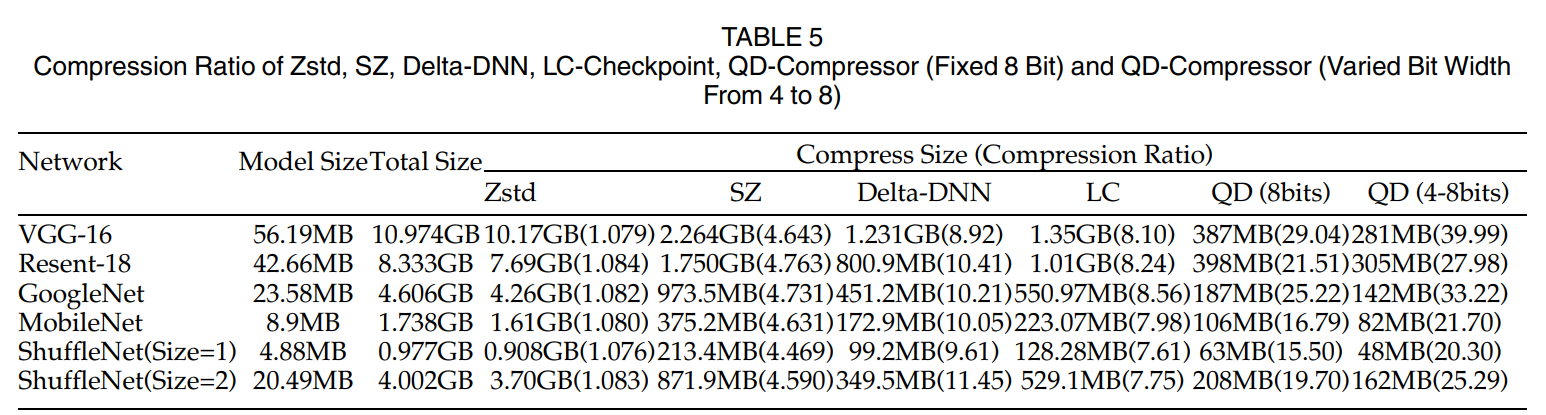 TABLE 5
Compression Ratio of Zstd, SZ, Delta-DNN, LC-Checkpoint, QD-Compressor (Fixed 8 Bit) and QD-Compressor (Varied Bit Width
From 4 to 8)
Network Model Size Total Size Compress Size (Compression Ratio)
Zstd SZ Delta-DNN LC QD (8bits) QD (4-8bits)
VGG-16 56.19MB 10.974GB 10.17GB(1.079) 2.264GB(4.643) 1.231GB(8.92) 1.35GB(8.10) 387MB(29.04) 281MB(39.99)
Resent-18 42.66MB 8.333GB 7.69GB(1.084) 1.750GB(4.763) 800.9MB(10.41) 1.01GB(8.24) 398MB(21.51) 305MB(27.98)
GoogleNet 23.58MB 4.606GB 4.26GB(1.082) 973.5MB(4.731) 451.2MB(10.21) 550.97MB(8.56) 187MB(25.22) 142MB(33.22)
MobileNet 8.9MB 1.738GB 1.61GB(1.080) 375.2MB(4.631) 172.9MB(10.05) 223.07MB(7.98) 106MB(16.79) 82MB(21.70)
ShuffleNet(Size=1) 4.88MB 0.977GB 0.908GB(1.076) 213.4MB(4.469) 99.2MB(9.61) 128.28MB(7.61) 63MB(15.50) 48MB(20.30)
ShuffleNet(Size=2) 20.49MB 4.002GB 3.70GB(1.083) 871.9MB(4.590) 349.5MB(11.45) 529.1MB(7.75) 208MB(19.70) 162MB(25.29)